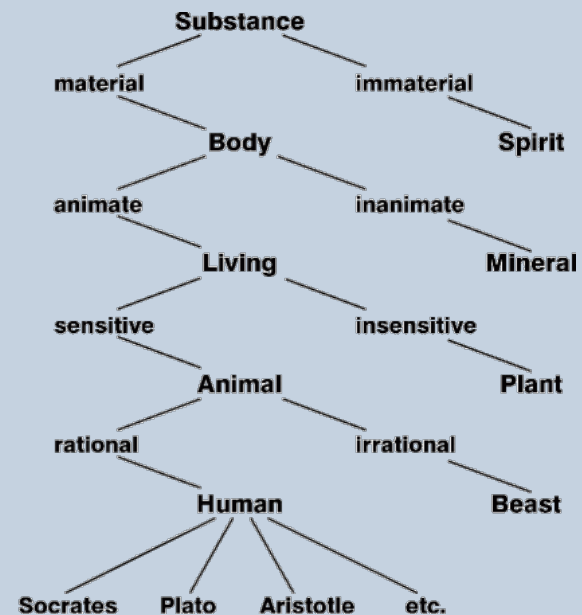 Substance
material immaterial
Body Spirit
animate inanimate
Living Mineral
sensitive insensitive
Animal Plant
rational irrational
Human Beast
Socrates Plato Aristotle etc.